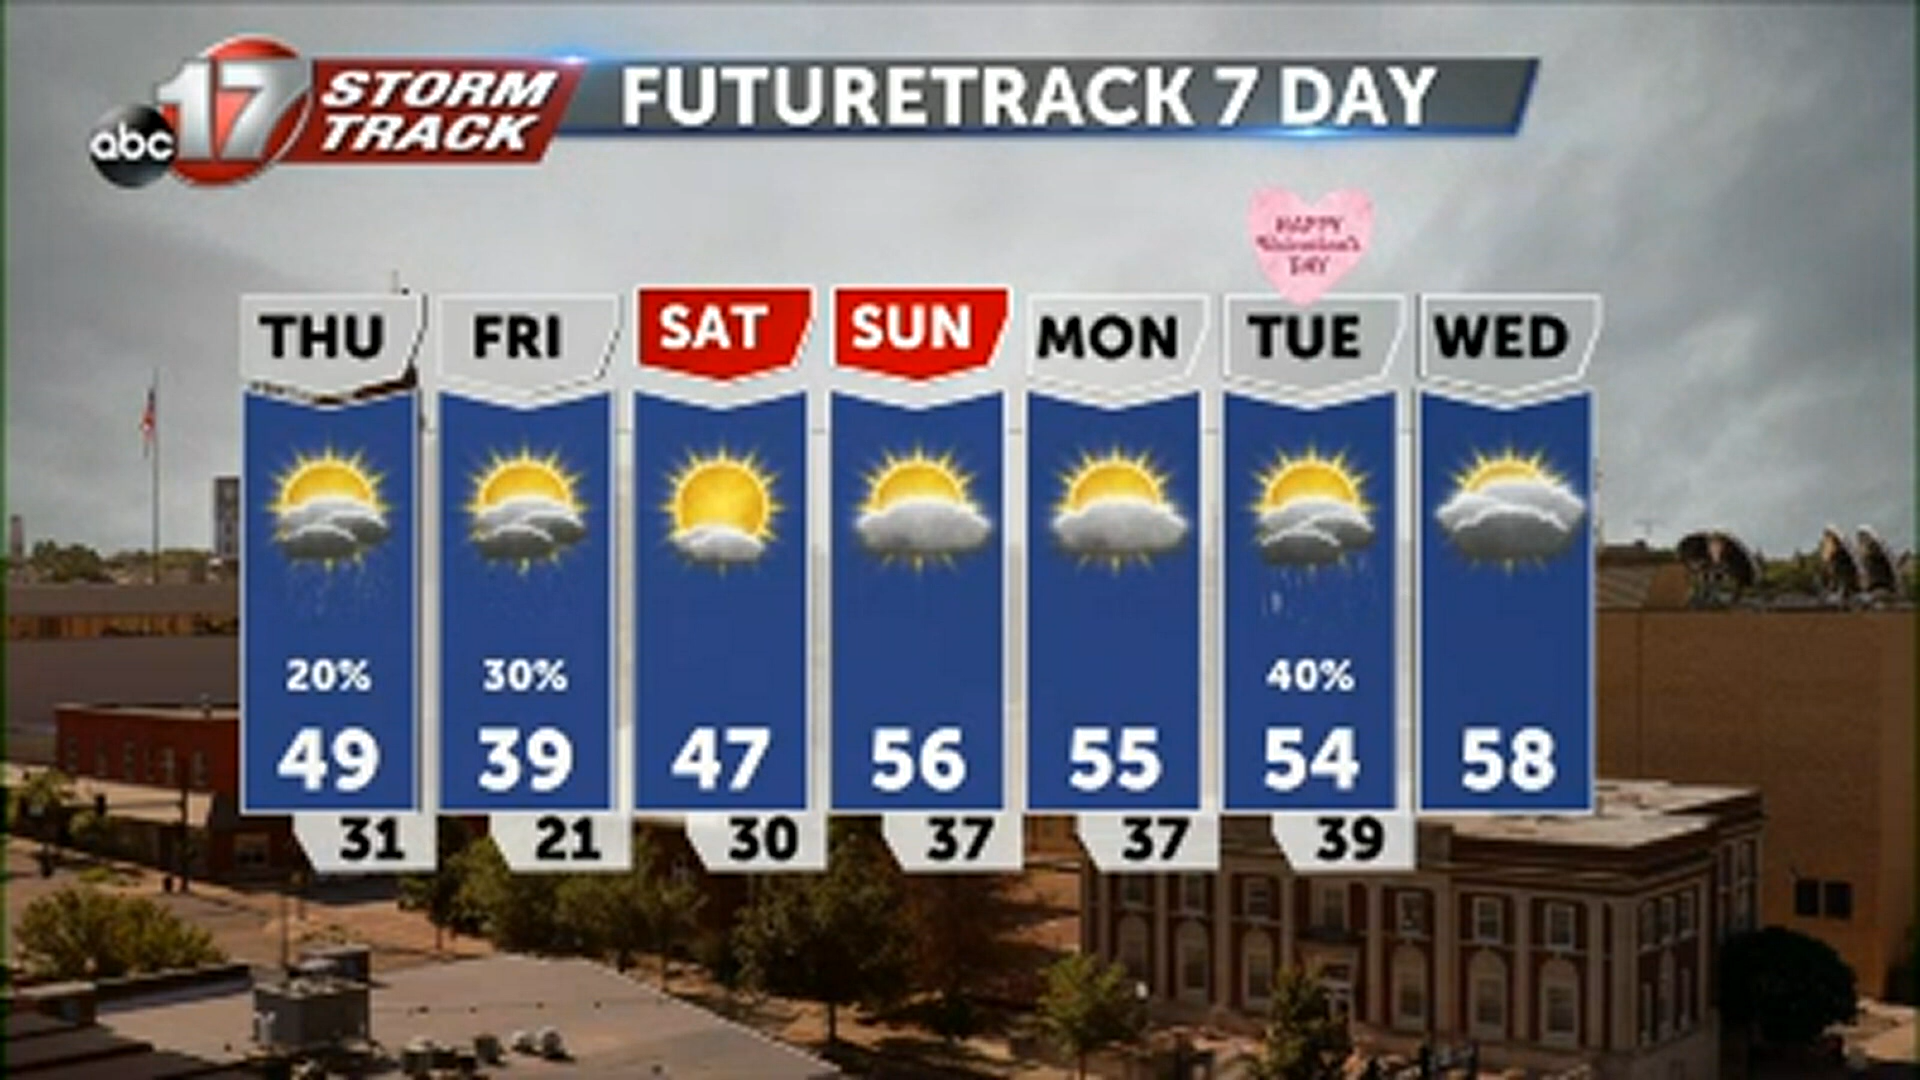 abc 17 STORM TRACK
FUTURETRACK 7 DAY
HAPPY
Valentine's
DAY
THU FRI SAT SUN MON TUE WED
20% 30% 40%
49 39 47 56 55 54 58
31 21 30 37 37 39